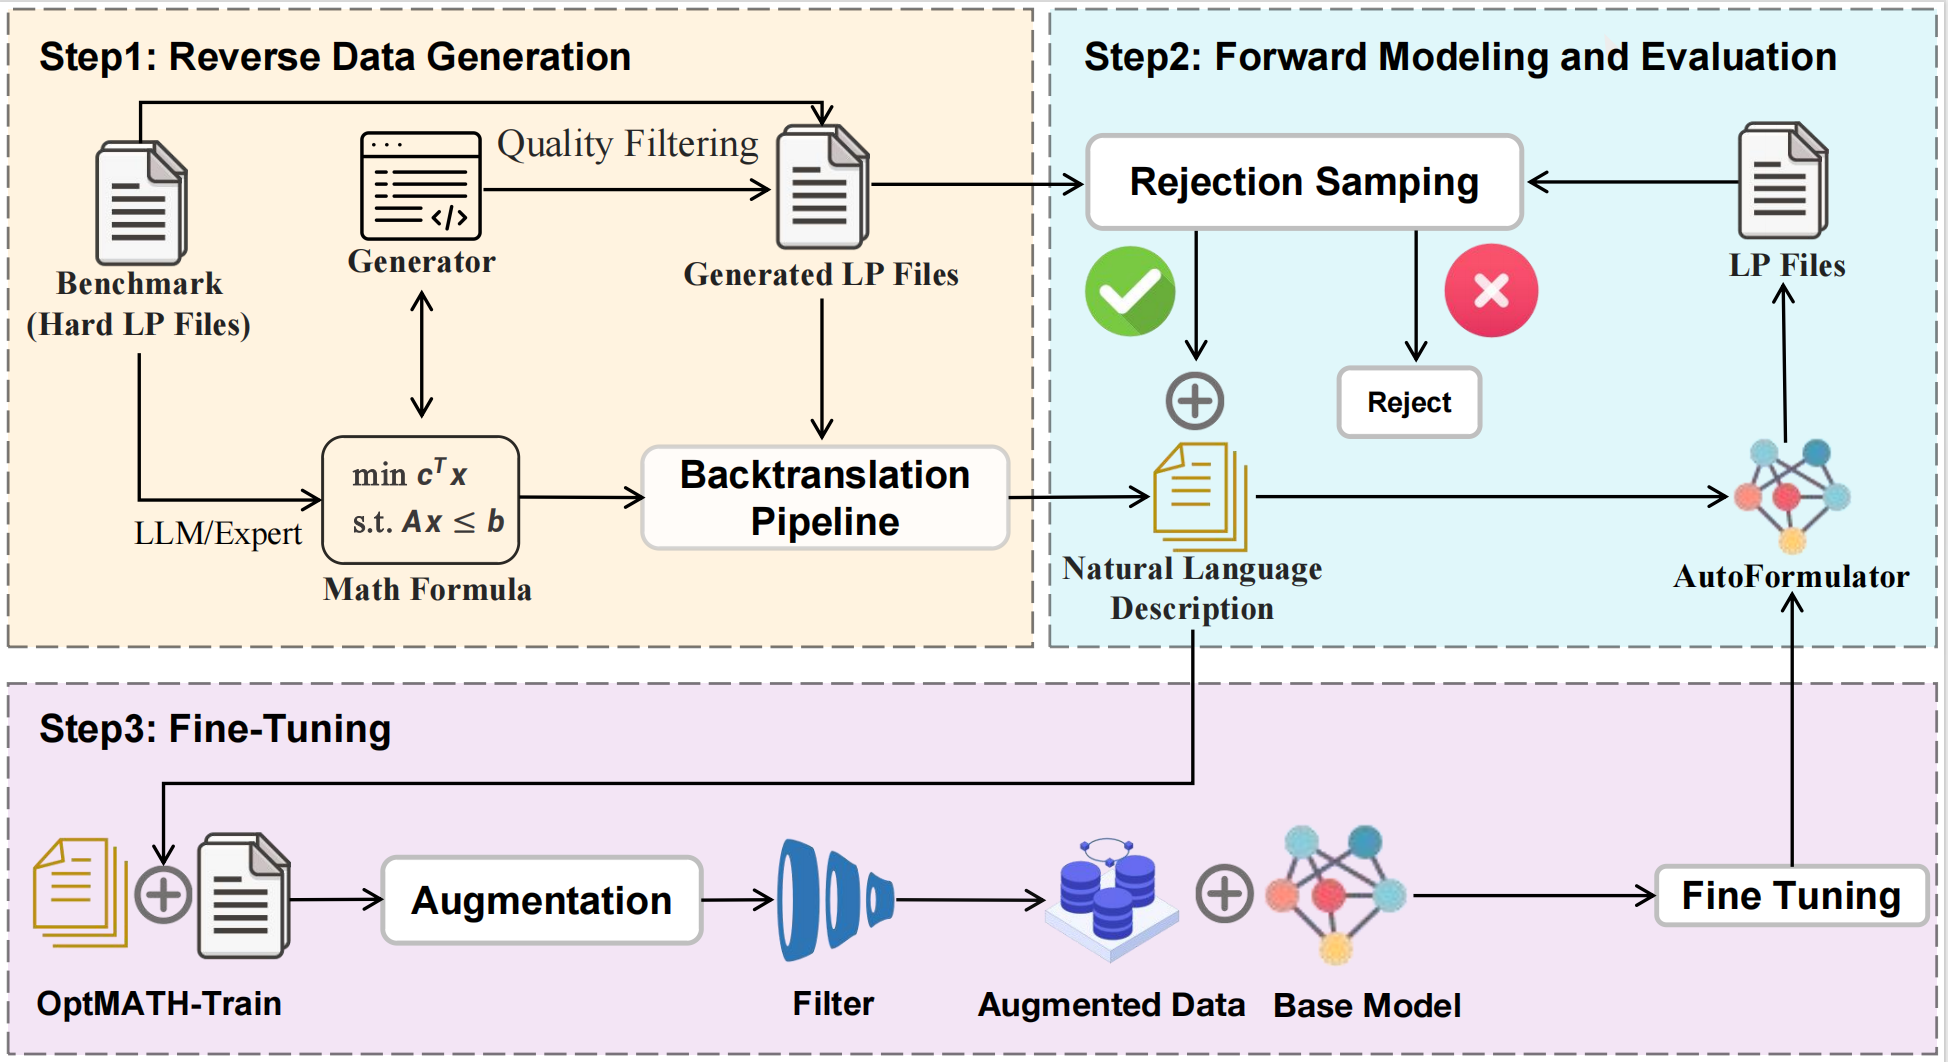 Step1: Reverse Data Generation
Quality Filtering
Generator
Benchmark
(Hard LP Files)
Generated LP Files
LLM/Expert
min c^T x
s.t. Ax ≤ b
Math Formula
Backtranslation
Pipeline
Step2: Forward Modeling and Evaluation
Rejection Samping
LP Files
Reject
Natural Language
Description
AutoFormulator
Step3: Fine-Tuning
OptMATH-Train
Augmentation
Filter
Augmented Data
Base Model
Fine Tuning